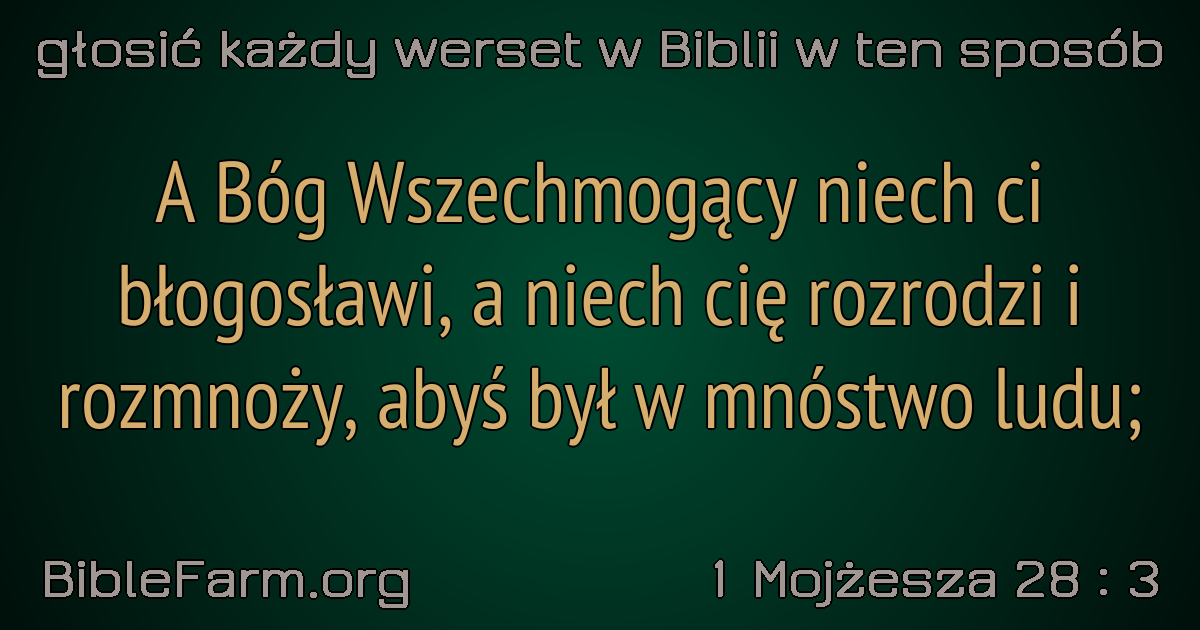 głosić każdy werset w Biblii w ten sposób
A Bóg Wszechmogący niech ci
błogosławi, a niech cię rozrodzi i
rozmnoży, abyś był w mnóstwo ludu;
BibleFarm.org
1 Mojżesza 28 : 3